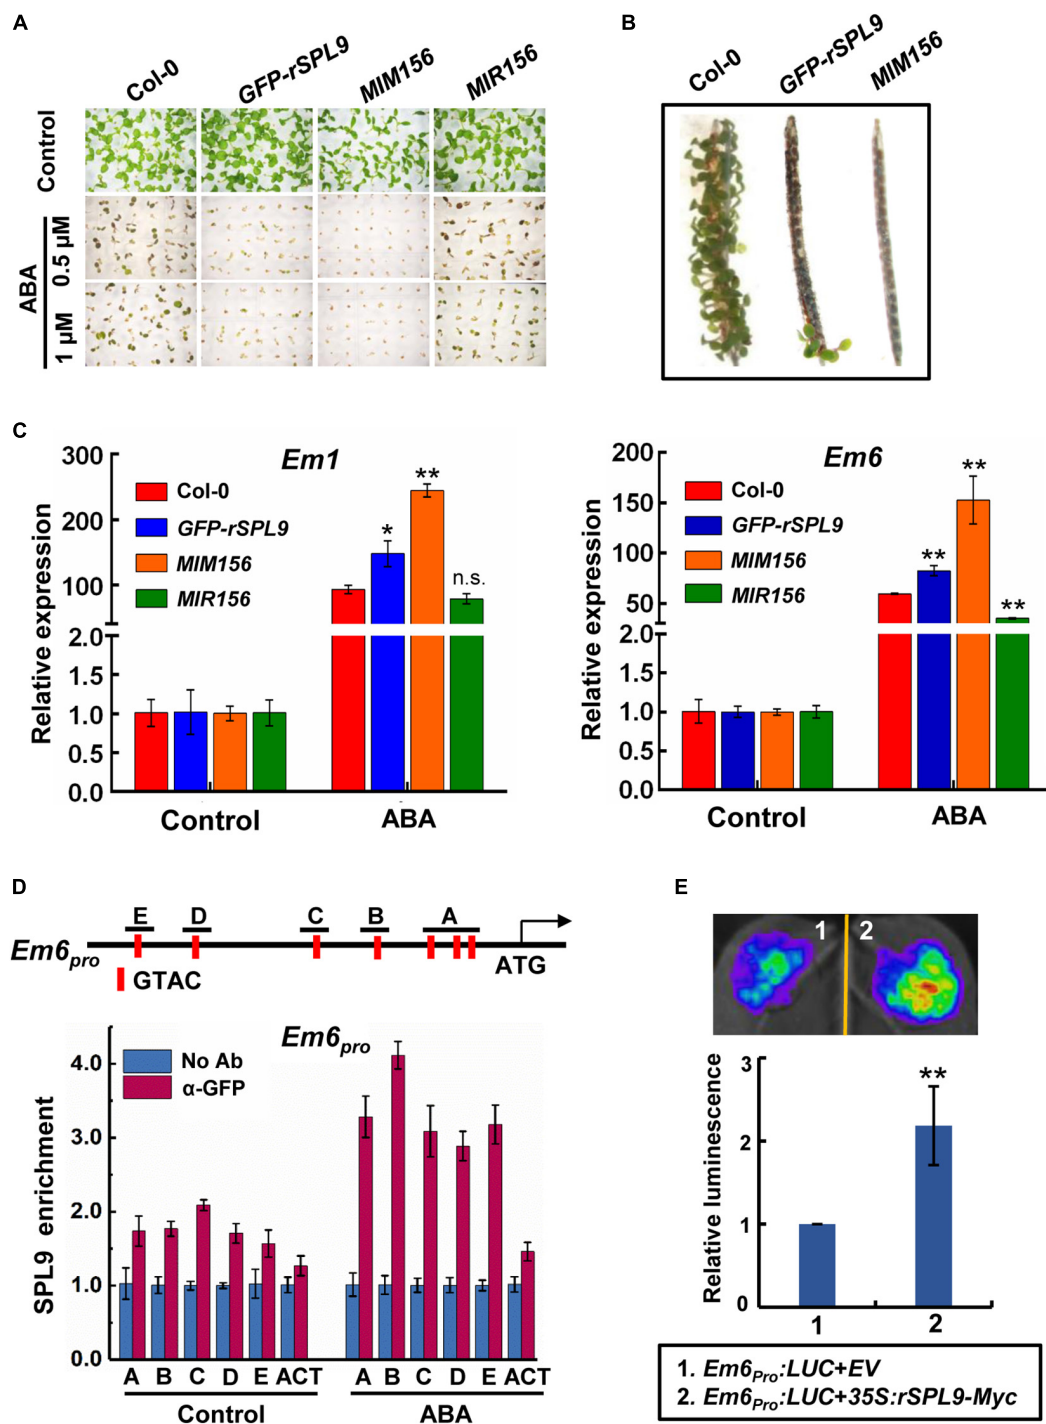 A
Col-0
GFP-rSPL9
MIM156
MIR156
Control
ABA
0.5 μM
1 μM
B
Col-0
GFP-rSPL9
MIM156
C
Em1
Relative expression
300
200
100
2.0
1.5
1.0
0.5
0.0
Col-0
GFP-rSPL9
MIM156
MIR156
*
**
n.s.
Control
ABA
Em6
Relative expression
200
150
100
50
2.0
1.5
1.0
0.5
0.0
Col-0
GFP-rSPL9
MIM156
MIR156
**
**
**
Control
ABA
D
E D C B A
Em6pro
ATG
GTAC
Em6pro
SPL9 enrichment
4.0
3.0
2.0
1.0
0.0
No Ab
α-GFP
A B C D E ACT A B C D E ACT
Control ABA
E
1 2
Relative luminescence
3
2
1
0
**
1 2
1. Em6Pro:LUC+EV
2. Em6Pro:LUC+35S:rSPL9-Myc